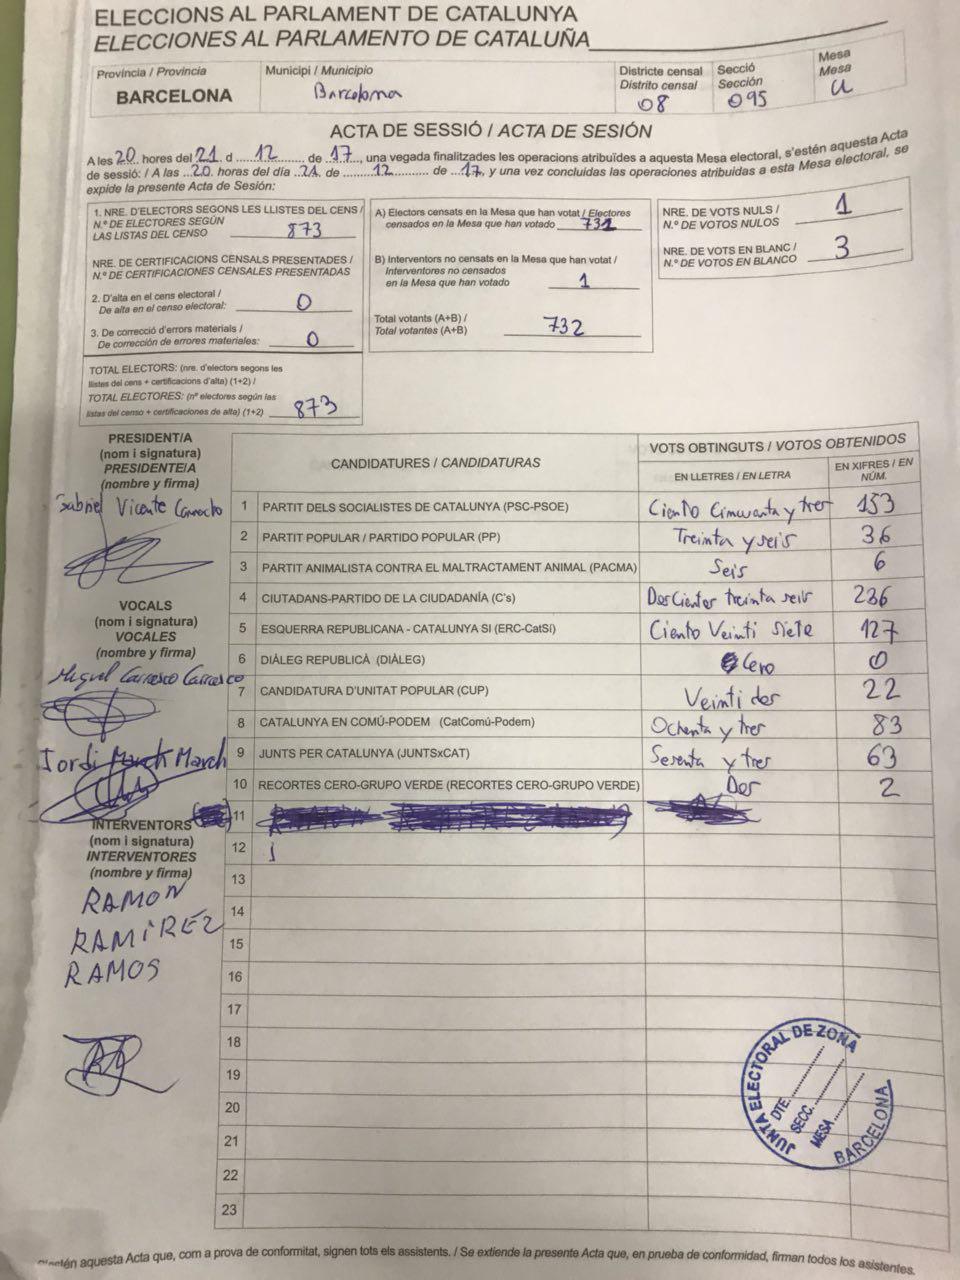 ELECCIONS AL PARLAMENT DE CATALUNYA
ELECCIONES AL PARLAMENTO DE CATALUÑA
Província / Provincia
BARCELONA
Municipi / Municipio
Barcelona
Districte censal
Distrito censal
08
Secció
Sección
095
Mesa
Mesa
U
ACTA DE SESSIÓ / ACTA DE SESIÓN
A les 20 hores del 21 d 12 de 17, una vegada finalitzades les operacions atribuïdes a aquesta Mesa electoral, s'estén aquesta Acta
de sessió: / A las 20 horas del día 21 de 12 de 17, y una vez concluidas las operaciones atribuidas a esta Mesa electoral, se
expide la presente Acta de Sesión:
1. NRE. D'ELECTORS SEGONS LES LLISTES DEL CENS /
N.º DE ELECTORES SEGÚN
LAS LISTAS DEL CENSO 873
NRE. DE CERTIFICACIONS CENSALS PRESENTADES /
N.º DE CERTIFICACIONES CENSALES PRESENTADAS
2. D'alta en el cens electoral /
De alta en el censo electoral: 0
3. De correcció d'errors materials /
De corrección de errores materiales: 0
TOTAL ELECTORS: (nre. d'electors segons les
llistes del cens + certificacions d'alta) (1+2) /
TOTAL ELECTORES: (nº electores según las
listas del censo + certificaciones de alta) (1+2) 873
A) Electors censats en la Mesa que han votat / Electores
censados en la Mesa que han votado 731
B) Interventors no censats en la Mesa que han votat /
Interventores no censados
en la Mesa que han votado 1
Total votants (A+B) /
Total votantes (A+B) 732
NRE. DE VOTS NULS /
N.º DE VOTOS NULOS 1
NRE. DE VOTS EN BLANC /
N.º DE VOTOS EN BLANCO 3
PRESIDENT/A
(nom i signatura)
PRESIDENTE/A
(nombre y firma)
Gabriel Vicente Camacho
VOCALS
(nom i signatura)
VOCALES
(nombre y firma)
Miguel Carrasco Carrasco
Jordi March March
INTERVENTORS
(nom i signatura)
INTERVENTORES
(nombre y firma)
RAMON
RAMIREZ
RAMOS
CANDIDATURES / CANDIDATURAS
VOTS OBTINGUTS / VOTOS OBTENIDOS
EN LLETRES / EN LETRA
EN XIFRES / EN
NÚM.
1 PARTIT DELS SOCIALISTES DE CATALUNYA (PSC-PSOE) Ciento Cincuenta y tres 153
2 PARTIT POPULAR / PARTIDO POPULAR (PP) Treinta y seis 36
3 PARTIT ANIMALISTA CONTRA EL MALTRACTAMENT ANIMAL (PACMA) Seis 6
4 CIUTADANS-PARTIDO DE LA CIUDADANÍA (C's) Doscientos treinta seis 236
5 ESQUERRA REPUBLICANA - CATALUNYA SI (ERC-CatSí) Ciento Veinti siete 127
6 DIÀLEG REPUBLICÀ (DIÀLEG) Cero 0
7 CANDIDATURA D'UNITAT POPULAR (CUP) Veinti dos 22
8 CATALUNYA EN COMÚ-PODEM (CatComú-Podem) Ochenta y tres 83
9 JUNTS PER CATALUNYA (JUNTSxCAT) Sesenta y tres 63
10 RECORTES CERO-GRUPO VERDE (RECORTES CERO-GRUPO VERDE) Dos 2
11
12
13
14
15
16
17
18
19
20
21
22
23
JUNTA ELECTORAL DE ZONA
DTE.
SECC.
MESA
BARCELONA
aquesta Acta que, com a prova de conformitat, signen tots els assistents. / Se extiende la presente Acta que, en prueba de conformidad, firman todos los asistentes.